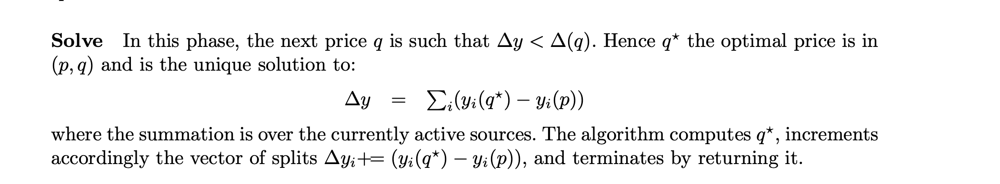 Solve In this phase, the next price q is such that Δy < Δ(q). Hence q⋆ the optimal price is in
(p, q) and is the unique solution to:
Δy = ∑ᵢ(yᵢ(q⋆) − yᵢ(p))
where the summation is over the currently active sources. The algorithm computes q⋆, increments
accordingly the vector of splits Δyᵢ+= (yᵢ(q⋆) − yᵢ(p)), and terminates by returning it.